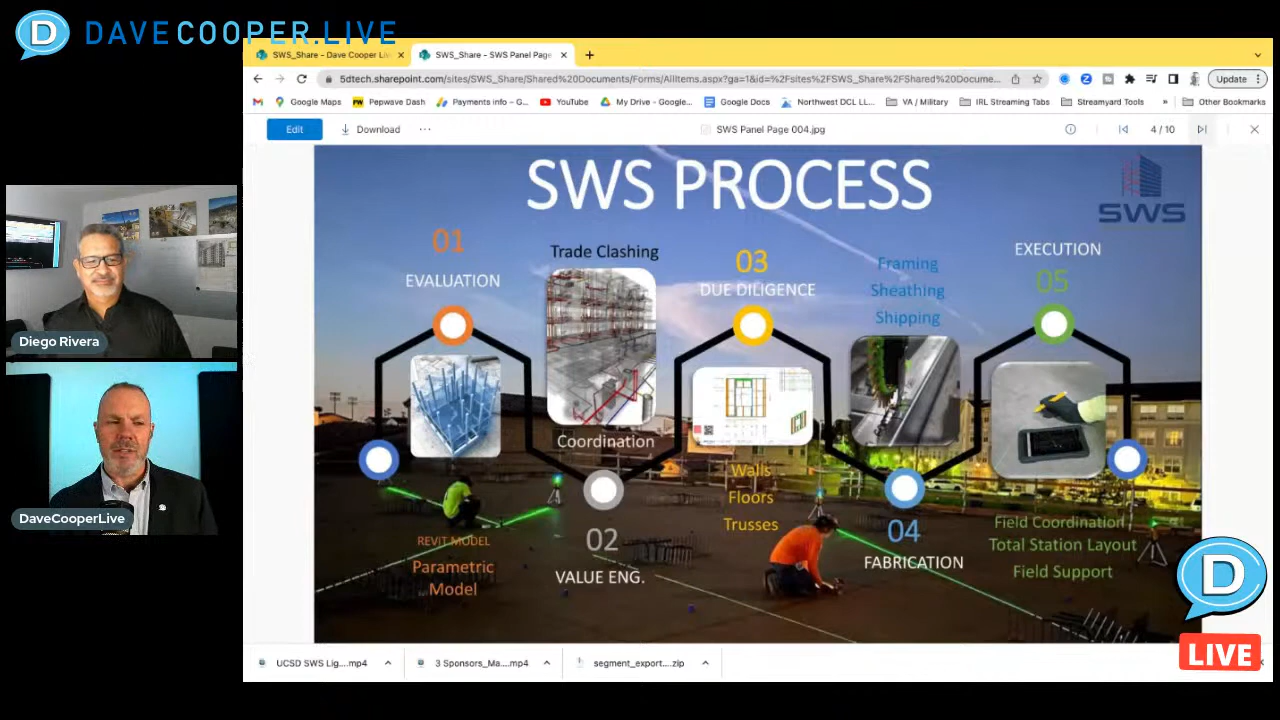 D DAVECOOPER.LIVE
SWS_Share - Dave Cooper Li
SWS_Share - SWS Panel Page
5dtech.sharepoint.com/sites/SWS_Share/Shared%20Documents/Forms/AllItems.aspx?ga=1&id=%2Fsites%2FSWS_Share%2FShared%20Docume...
Update
Google Maps
Pepwave Dash
Payments info – G...
YouTube
My Drive - Google...
Google Docs
Northwest DCL LL...
VA / Military
IRL Streaming Tabs
Streamyard Tools
Other Bookmarks
Edit
Download
SWS Panel Page 004.jpg
4 / 10
SWS PROCESS
SWS
01
EVALUATION
REVIT MODEL
Parametric
Model
Trade Clashing
Coordination
02
VALUE ENG.
03
DUE DILIGENCE
Walls
Floors
Trusses
Framing
Sheathing
Shipping
04
FABRICATION
EXECUTION
05
Field Coordination
Total Station Layout
Field Support
Diego Rivera
DaveCooperLive
UCSD SWS Lig....mp4
3 Sponsors_Ma....mp4
segment_export....zip
D
LIVE